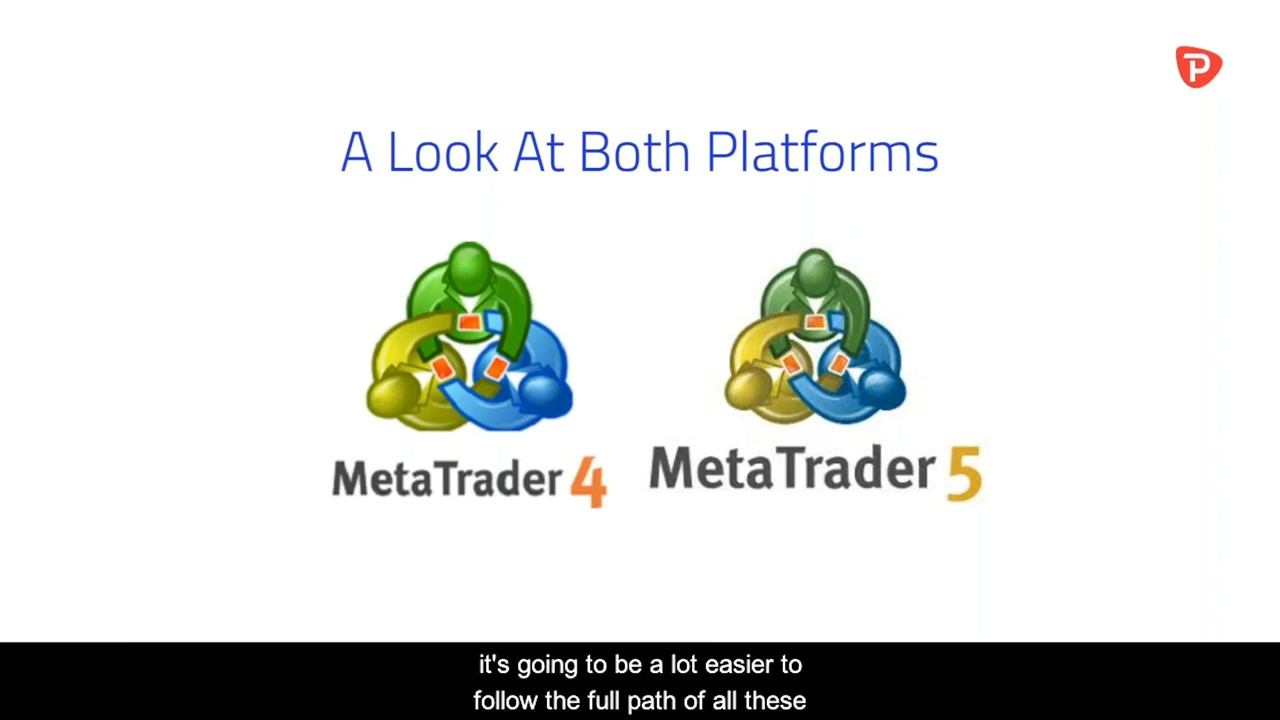 P
A Look At Both Platforms
MetaTrader 4
MetaTrader 5
it's going to be a lot easier to
follow the full path of all these